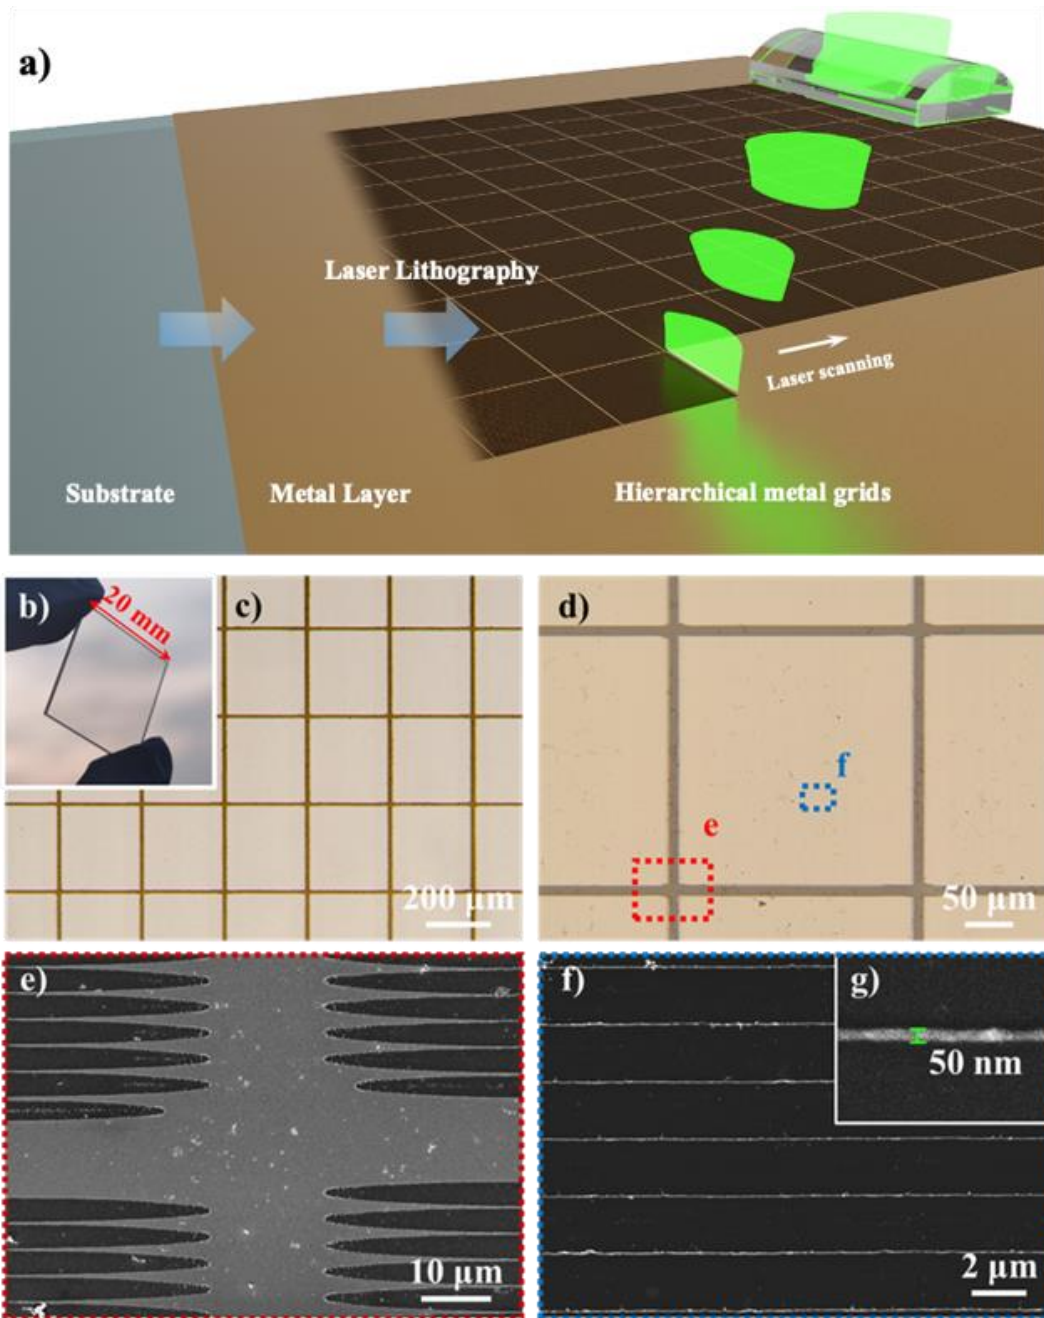 a)
Laser Lithography
Laser scanning
Substrate
Metal Layer
Hierarchical metal grids
b)
20 mm
c)
200 μm
d)
f
e
50 μm
e)
10 μm
f)
g)
50 nm
2 μm